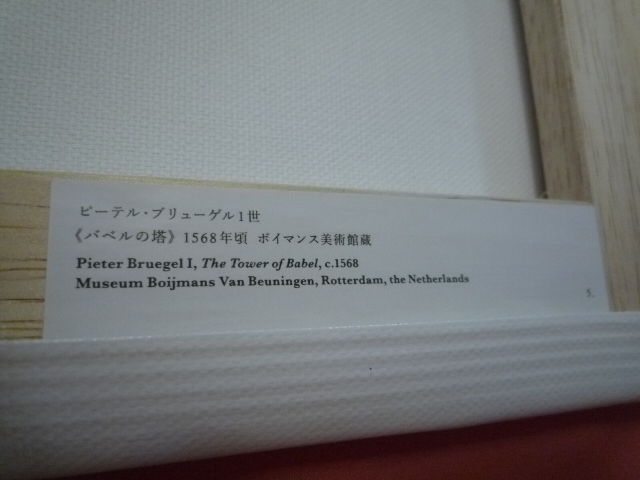 ピーテル・ブリューゲル1世
《バベルの塔》 1568年頃 ボイマンス美術館蔵
Pieter Bruegel I, The Tower of Babel, c.1568
Museum Boijmans Van Beuningen, Rotterdam, the Netherlands